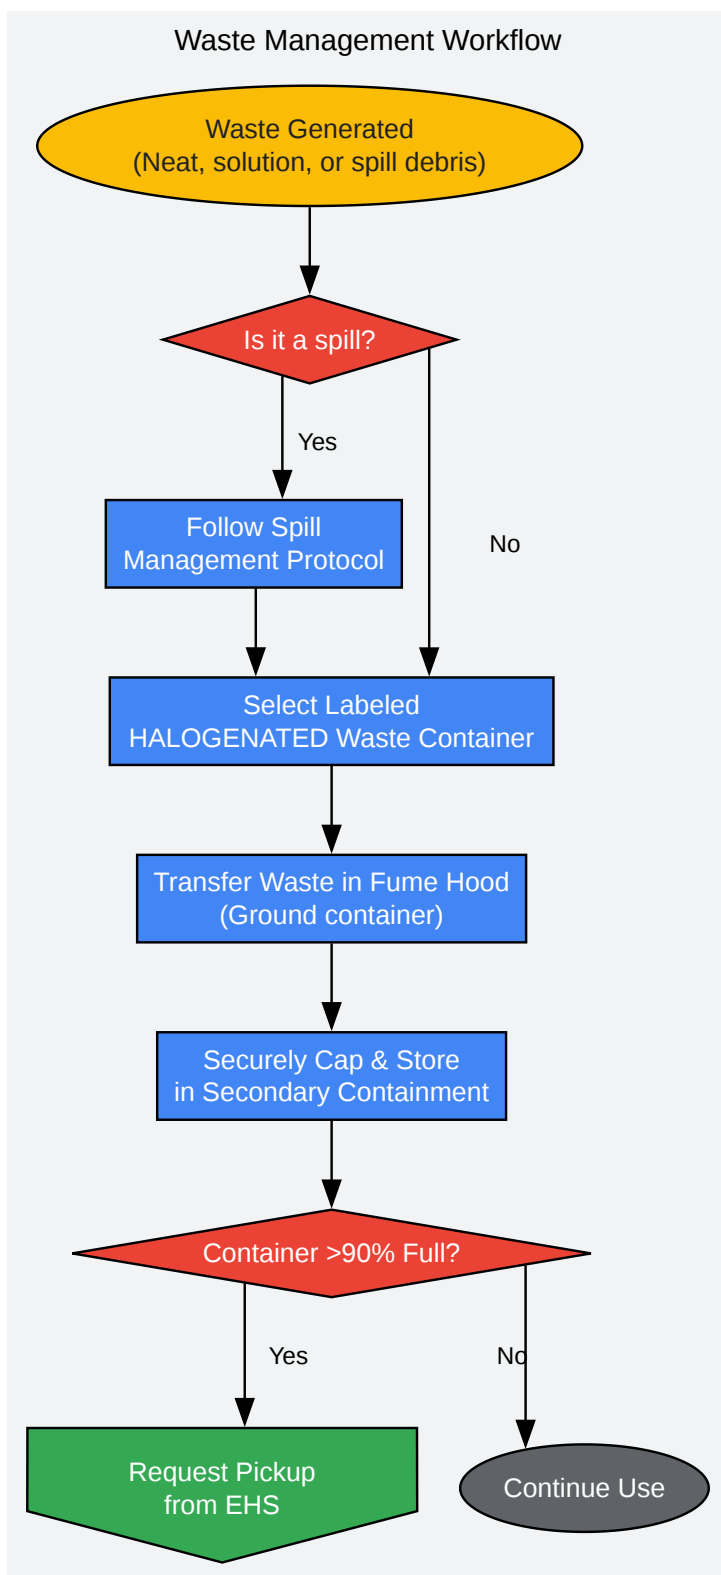 Waste Management Workflow
Waste Generated
(Neat, solution, or spill debris)
Is it a spill?
Yes
Follow Spill
Management Protocol
No
Select Labeled
HALOGENATED Waste Container
Transfer Waste in Fume Hood
(Ground container)
Securely Cap & Store
in Secondary Containment
Container >90% Full?
Yes
No
Request Pickup
from EHS
Continue Use